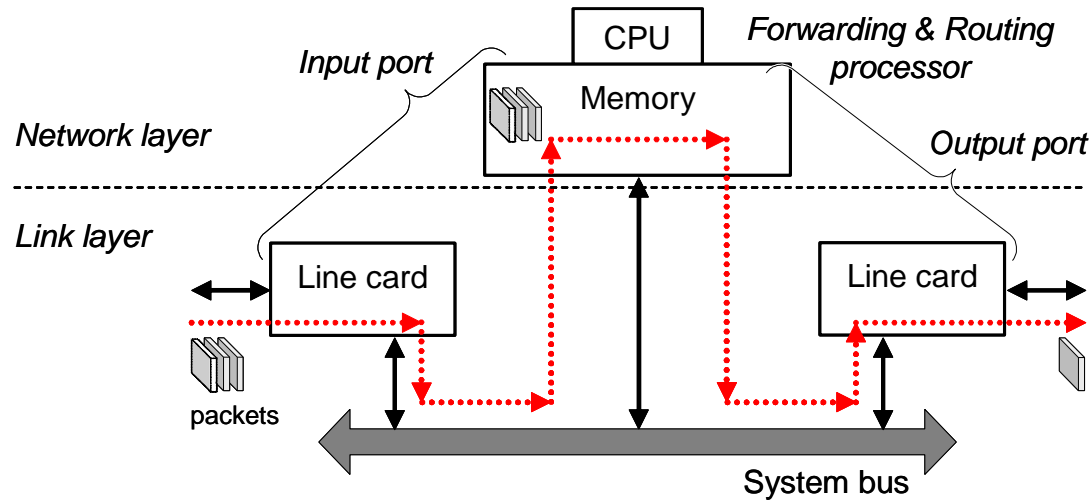 CPU
Forwarding & Routing
processor
Input port
Memory
Network layer
Output port
Link layer
Line card
Line card
packets
System bus